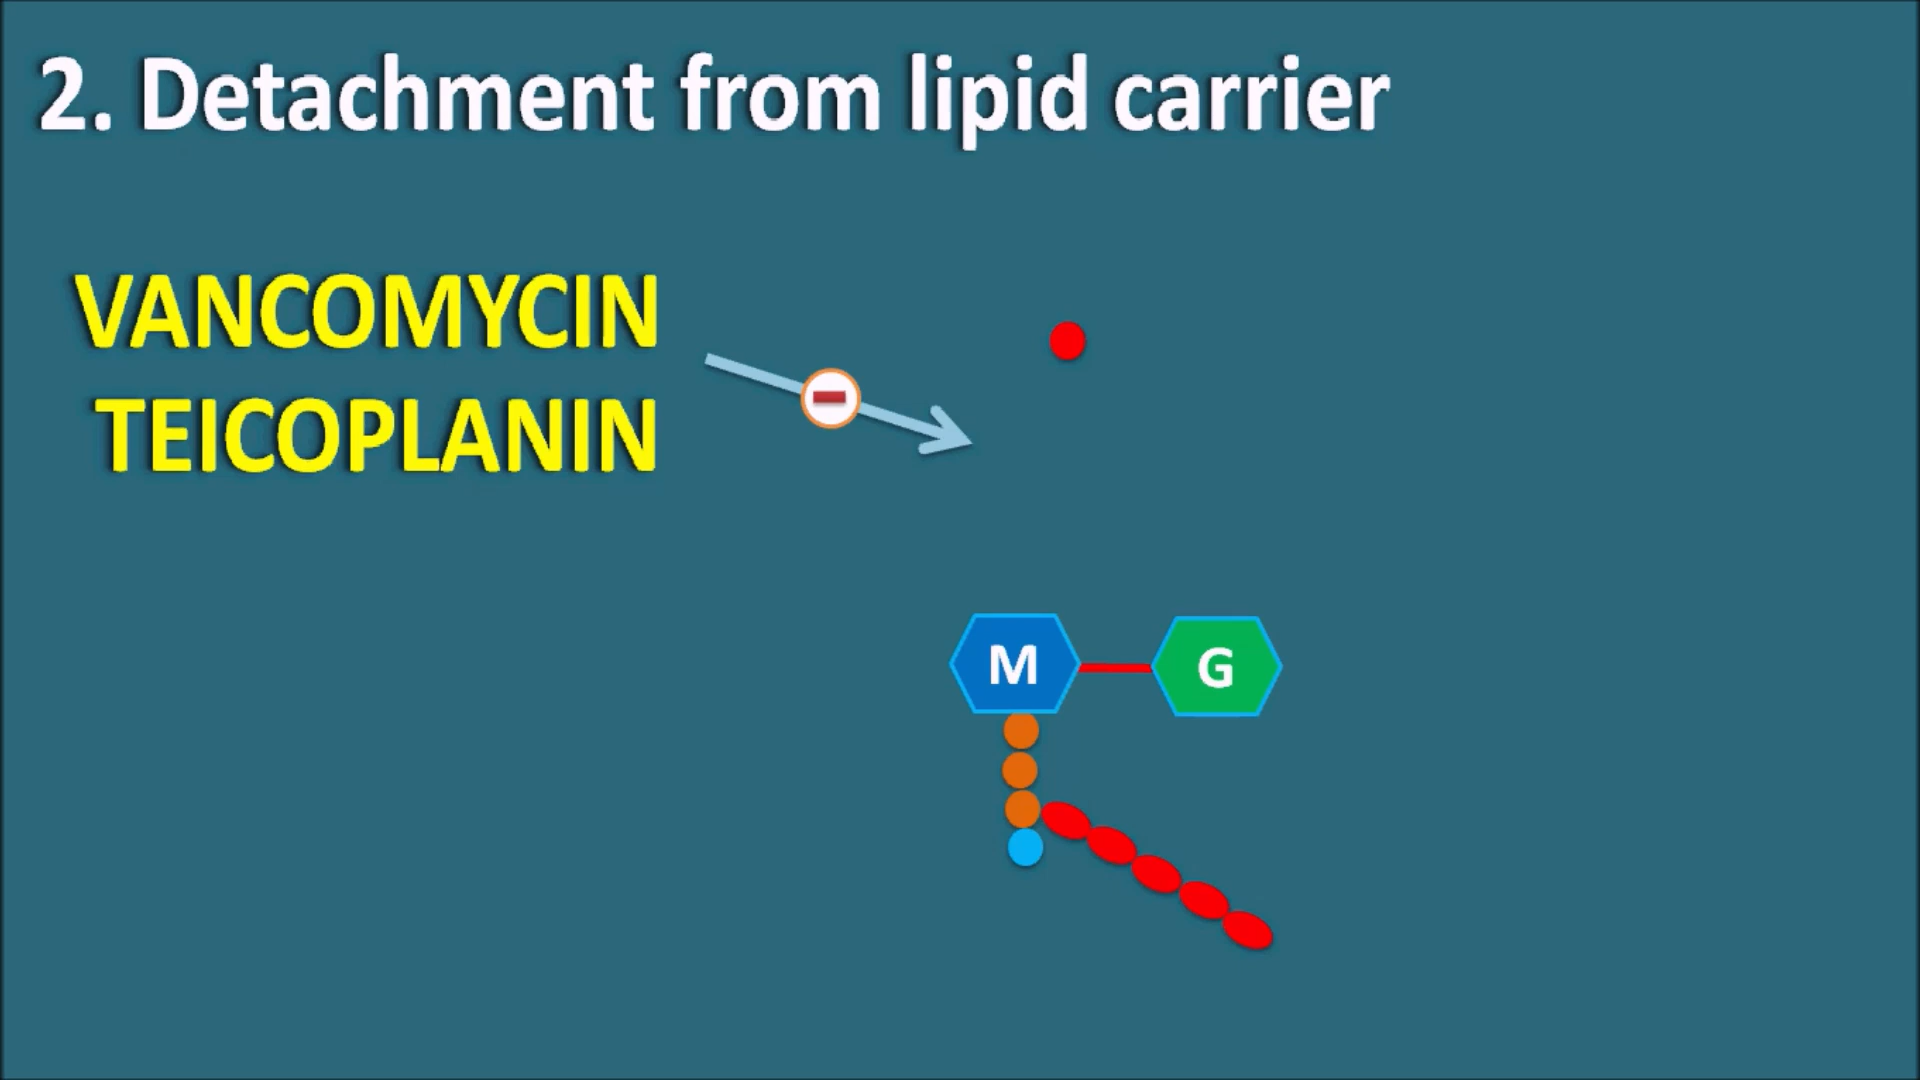 2. Detachment from lipid carrier
VANCOMYCIN
TEICOPLANIN
M
G